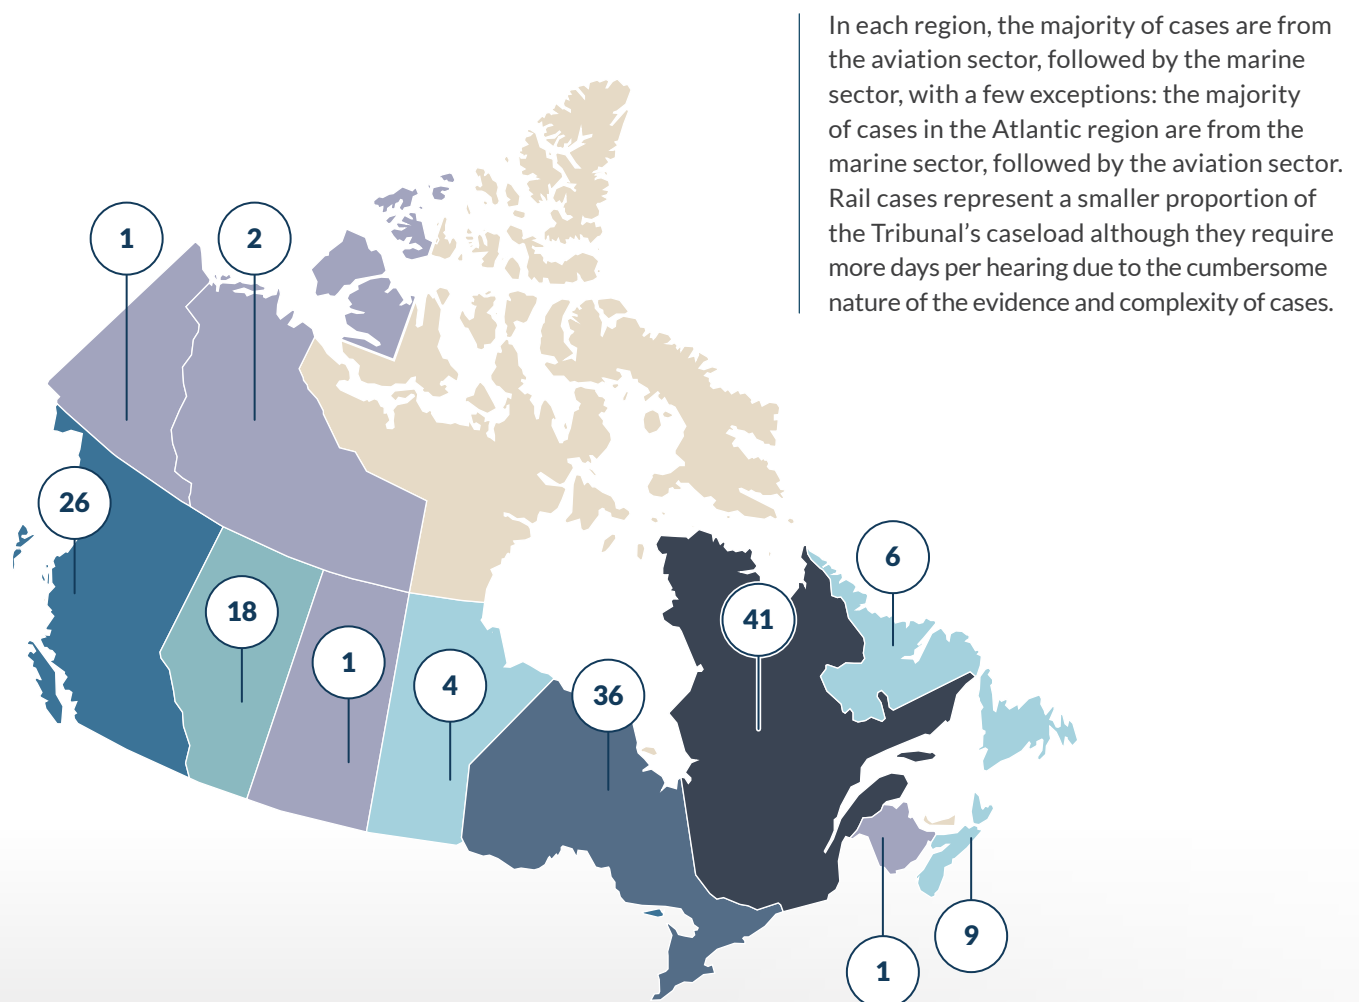 In each region, the majority of cases are from
the aviation sector, followed by the marine
sector, with a few exceptions: the majority
of cases in the Atlantic region are from the
marine sector, followed by the aviation sector.
Rail cases represent a smaller proportion of
the Tribunal’s caseload although they require
more days per hearing due to the cumbersome
nature of the evidence and complexity of cases.
1
2
26
6
18
41
1
4
36
9
1